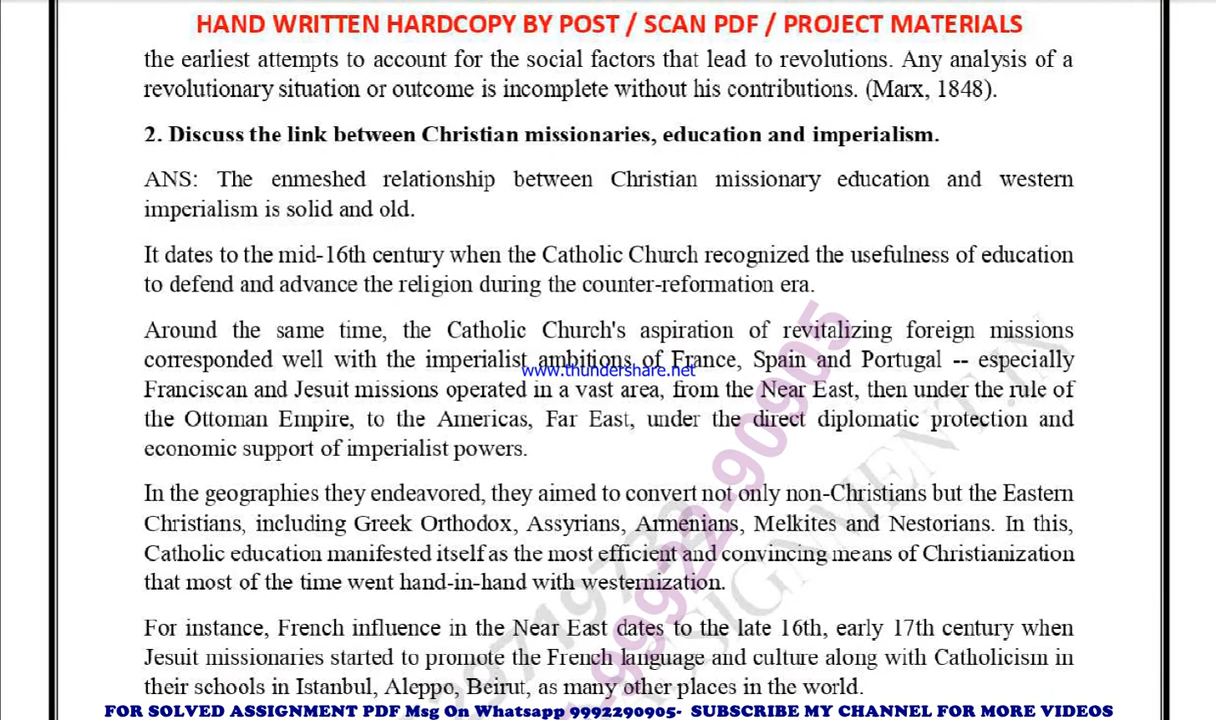 HAND WRITTEN HARDCOPY BY POST / SCAN PDF / PROJECT MATERIALS
the earliest attempts to account for the social factors that lead to revolutions. Any analysis of a
revolutionary situation or outcome is incomplete without his contributions. (Marx, 1848).
2. Discuss the link between Christian missionaries, education and imperialism.
ANS: The enmeshed relationship between Christian missionary education and western
imperialism is solid and old.
It dates to the mid-16th century when the Catholic Church recognized the usefulness of education
to defend and advance the religion during the counter-reformation era.
Around the same time, the Catholic Church's aspiration of revitalizing foreign missions
corresponded well with the imperialist ambitions of France, Spain and Portugal -- especially
www.thundershare.net
Franciscan and Jesuit missions operated in a vast area, from the Near East, then under the rule of
the Ottoman Empire, to the Americas, Far East, under the direct diplomatic protection and
economic support of imperialist powers.
In the geographies they endeavored, they aimed to convert not only non-Christians but the Eastern
Christians, including Greek Orthodox, Assyrians, Armenians, Melkites and Nestorians. In this,
Catholic education manifested itself as the most efficient and convincing means of Christianization
that most of the time went hand-in-hand with westernization.
For instance, French influence in the Near East dates to the late 16th, early 17th century when
Jesuit missionaries started to promote the French language and culture along with Catholicism in
their schools in Istanbul, Aleppo, Beirut, as many other places in the world.
FOR SOLVED ASSIGNMENT PDF Msg On Whatsapp 9992290905- SUBSCRIBE MY CHANNEL FOR MORE VIDEOS